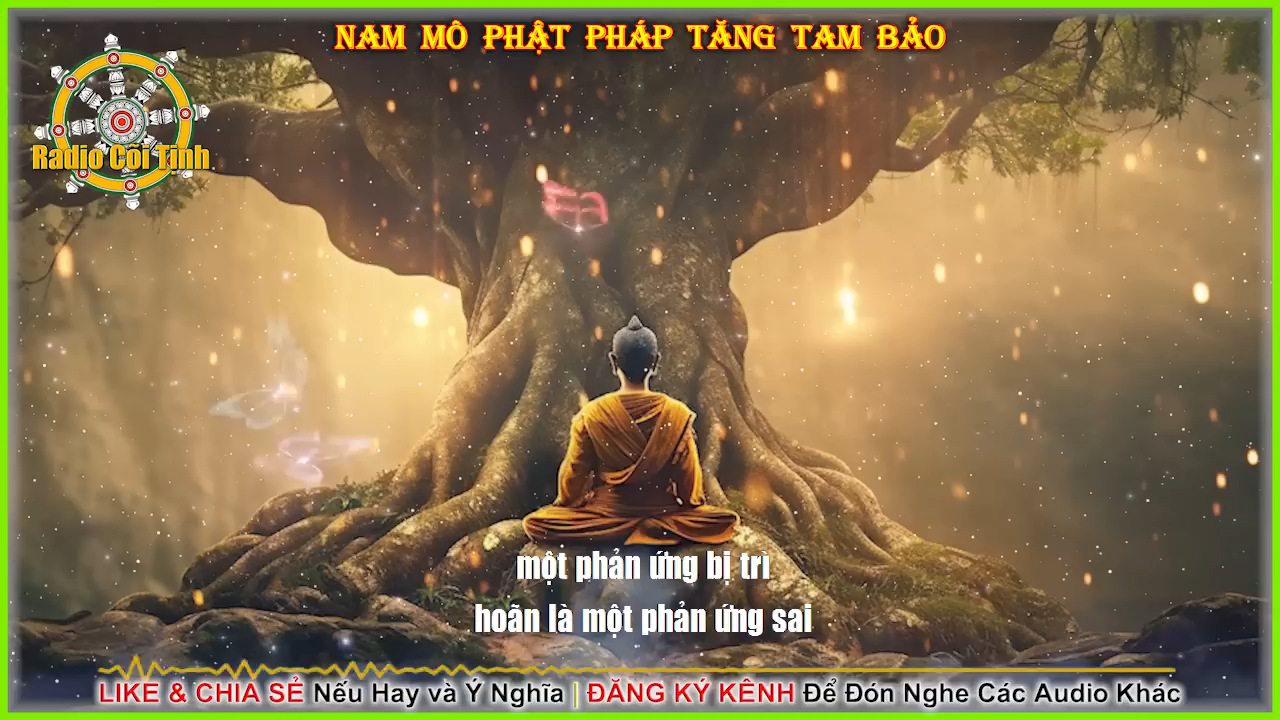 NAM MÔ PHẬT PHÁP TĂNG TAM BẢO
Radio Cõi Tịnh
một phản ứng bị trì
hoãn là một phản ứng sai
LIKE & CHIA SẺ Nếu Hay và Ý Nghĩa | ĐĂNG KÝ KÊNH Để Đón Nghe Các Audio Khác